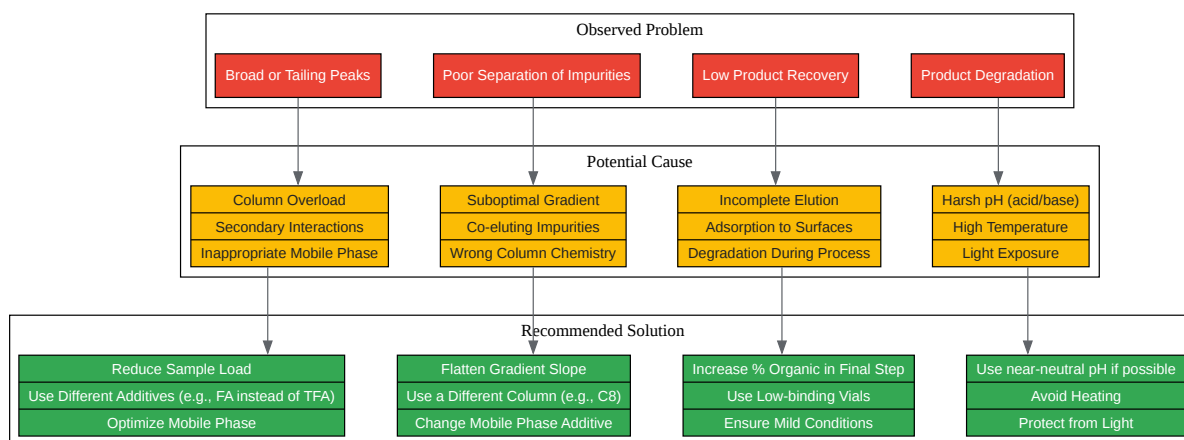 Observed Problem
Broad or Tailing Peaks
Poor Separation of Impurities
Low Product Recovery
Product Degradation
Potential Cause
Column Overload
Secondary Interactions
Inappropriate Mobile Phase
Suboptimal Gradient
Co-eluting Impurities
Wrong Column Chemistry
Incomplete Elution
Adsorption to Surfaces
Degradation During Process
Harsh pH (acid/base)
High Temperature
Light Exposure
Recommended Solution
Reduce Sample Load
Use Different Additives (e.g., FA instead of TFA)
Optimize Mobile Phase
Flatten Gradient Slope
Use a Different Column (e.g., C8)
Change Mobile Phase Additive
Increase % Organic in Final Step
Use Low-binding Vials
Ensure Mild Conditions
Use near-neutral pH if possible
Avoid Heating
Protect from Light